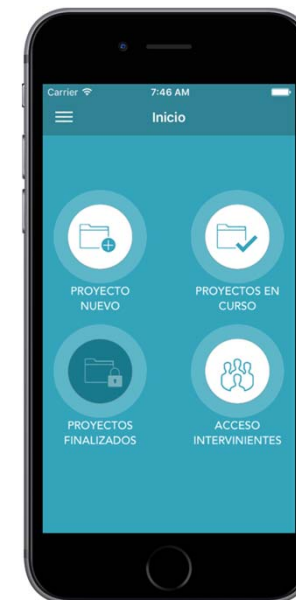 Carrier 7:46 AM
Inicio
PROYECTO
NUEVO
PROYECTOS EN
CURSO
PROYECTOS
FINALIZADOS
ACCESO
INTERVINIENTES